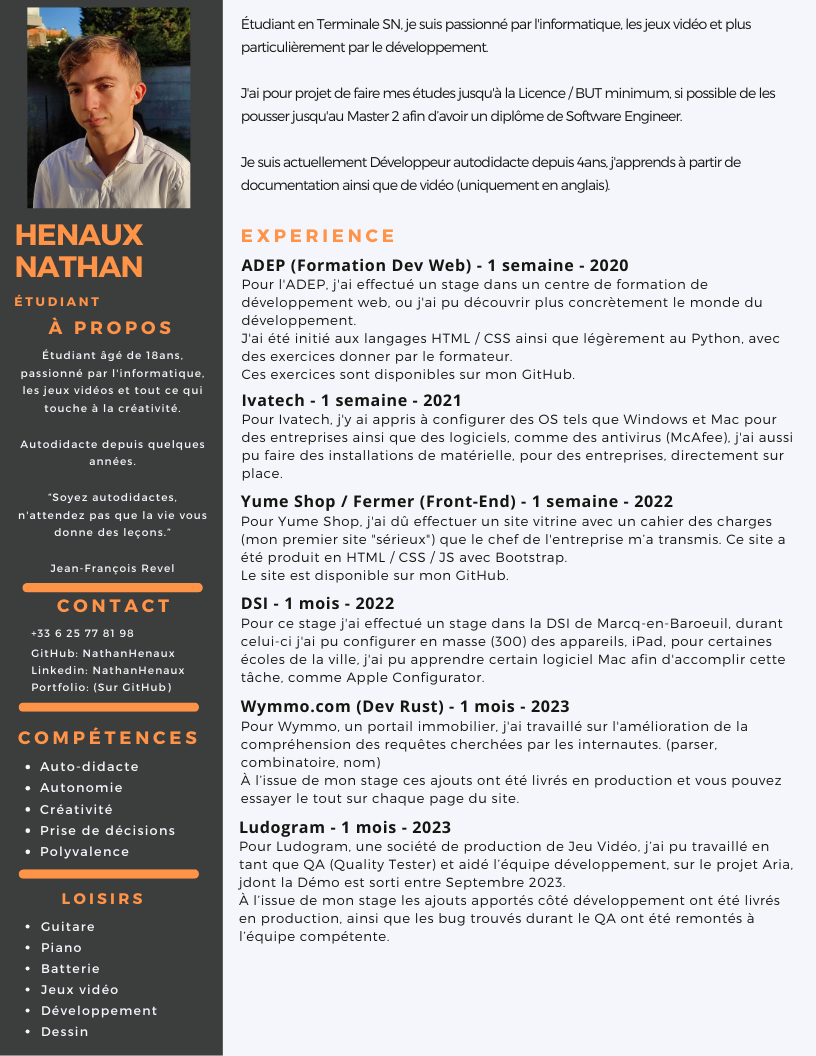 HENAUX
NATHAN
ÉTUDIANT
À PROPOS
Étudiant âgé de 18ans,
passionné par l'informatique,
les jeux vidéos et tout ce qui
touche à la créativité.
Autodidacte depuis quelques
années.
"Soyez autodidactes,
n'attendez pas que la vie vous
donne des leçons."
Jean-François Revel
CONTACT
+33 6 25 77 81 98
GitHub: NathanHenaux
Linkedin: NathanHenaux
Portfolio: (Sur GitHub)
COMPÉTENCES
• Auto-didacte
• Autonomie
• Créativité
• Prise de décisions
• Polyvalence
LOISIRS
• Guitare
• Piano
• Batterie
• Jeux vidéo
• Développement
• Dessin
Étudiant en Terminale SN, je suis passionné par l'informatique, les jeux vidéo et plus
particulièrement par le développement.
J'ai pour projet de faire mes études jusqu'à la Licence / BUT minimum, si possible de les
pousser jusqu'au Master 2 afin d'avoir un diplôme de Software Engineer.
Je suis actuellement Développeur autodidacte depuis 4ans, j'apprends à partir de
documentation ainsi que de vidéo (uniquement en anglais).
EXPERIENCE
ADEP (Formation Dev Web) - 1 semaine - 2020
Pour l'ADEP, j'ai effectué un stage dans un centre de formation de
développement web, ou j'ai pu découvrir plus concrètement le monde du
développement.
J'ai été initié aux langages HTML / CSS ainsi que légèrement au Python, avec
des exercices donner par le formateur.
Ces exercices sont disponibles sur mon GitHub.
Ivatech - 1 semaine - 2021
Pour Ivatech, j'y ai appris à configurer des OS tels que Windows et Mac pour
des entreprises ainsi que des logiciels, comme des antivirus (McAfee), j'ai aussi
pu faire des installations de matérielle, pour des entreprises, directement sur
place.
Yume Shop / Fermer (Front-End) - 1 semaine - 2022
Pour Yume Shop, j'ai dû effectuer un site vitrine avec un cahier des charges
(mon premier site "sérieux") que le chef de l'entreprise m'a transmis. Ce site a
été produit en HTML / CSS / JS avec Bootstrap.
Le site est disponible sur mon GitHub.
DSI - 1 mois - 2022
Pour ce stage j'ai effectué un stage dans la DSI de Marcq-en-Baroeuil, durant
celui-ci j'ai pu configurer en masse (300) des appareils, iPad, pour certaines
écoles de la ville, j'ai pu apprendre certain logiciel Mac afin d'accomplir cette
tâche, comme Apple Configurator.
Wymmo.com (Dev Rust) - 1 mois - 2023
Pour Wymmo, un portail immobilier, j'ai travaillé sur l'amélioration de la
compréhension des requêtes cherchées par les internautes. (parser,
combinatoire, nom)
À l'issue de mon stage ces ajouts ont été livrés en production et vous pouvez
essayer le tout sur chaque page du site.
Ludogram - 1 mois - 2023
Pour Ludogram, une société de production de Jeu Vidéo, j'ai pu travaillé en
tant que QA (Quality Tester) et aidé l'équipe développement, sur le projet Aria,
jdont la Démo est sorti entre Septembre 2023.
À l'issue de mon stage les ajouts apportés côté développement ont été livrés
en production, ainsi que les bug trouvés durant le QA ont été remontés à
l'équipe compétente.